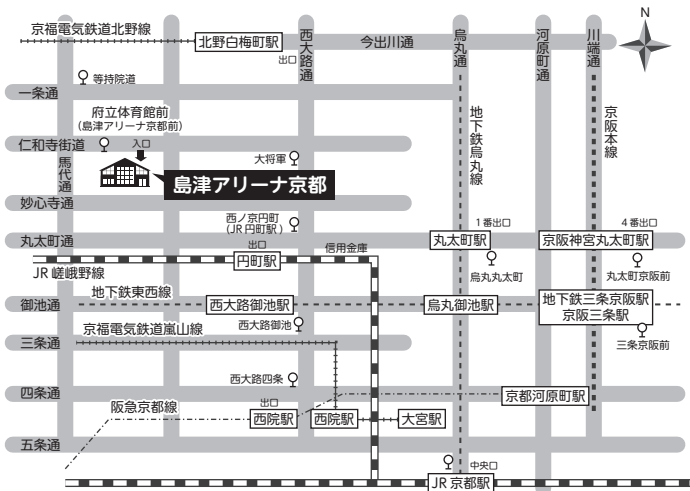 N
京福電気鉄道北野線
北野白梅町駅
出口
西大路通
今出川通
烏丸通
河原町通
川端通
等持院道
一条通
府立体育館前
(島津アリーナ京都前)
地下鉄烏丸線
京阪本線
仁和寺街道
入口
馬代通
大将軍
島津アリーナ京都
妙心寺通
西ノ京円町
(JR円町駅)
1番出口
4番出口
丸太町通
出口
信用金庫
丸太町駅
京阪神宮丸太町駅
円町駅
JR嵯峨野線
烏丸丸太町
丸太町京阪前
地下鉄東西線
御池通
西大路御池駅
烏丸御池駅
地下鉄三条京阪駅
京阪三条駅
京福電気鉄道嵐山線
西大路御池
三条通
三条京阪前
西大路四条
四条通
京都河原町駅
阪急京都線
出口
西院駅
西院駅
大宮駅
五条通
中央口
JR京都駅